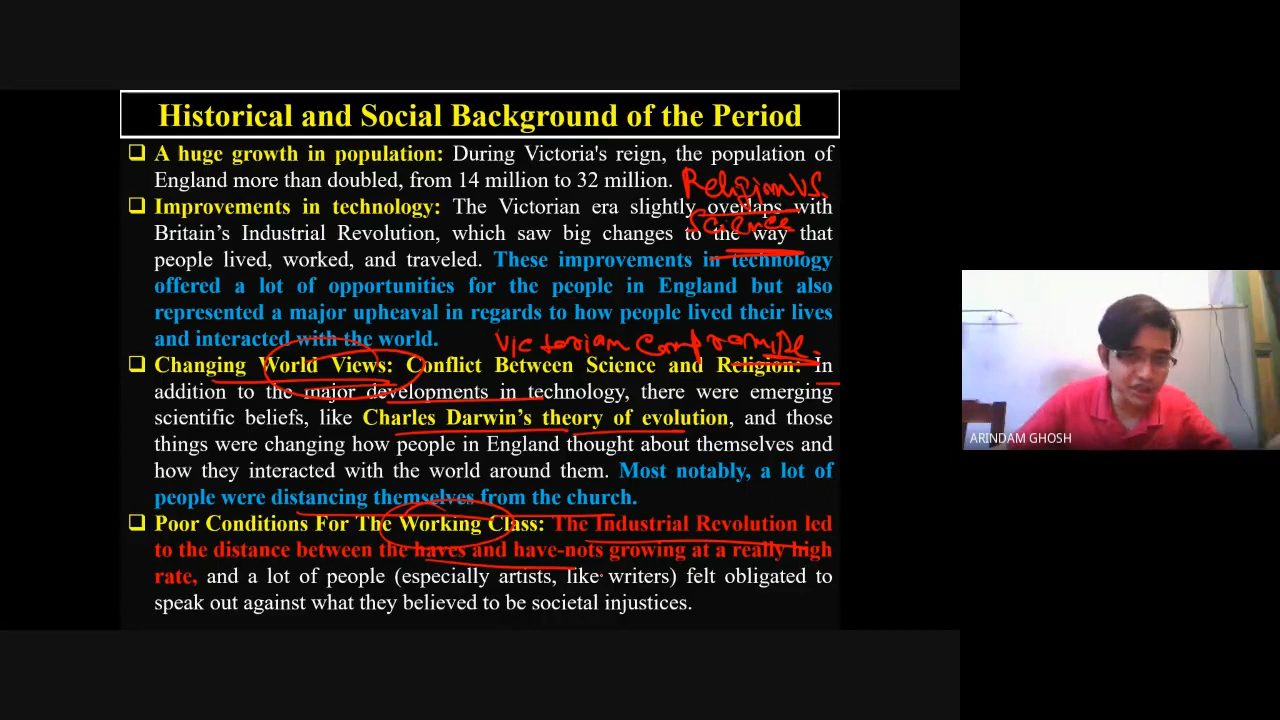 Historical and Social Background of the Period
❑ A huge growth in population: During Victoria's reign, the population of
England more than doubled, from 14 million to 32 million.
Religion VS.
Science
❑ Improvements in technology: The Victorian era slightly overlaps with
Britain's Industrial Revolution, which saw big changes to the way that
people lived, worked, and traveled. These improvements in technology
offered a lot of opportunities for the people in England but also
represented a major upheaval in regards to how people lived their lives
and interacted with the world.
Victorian Compromise.
❑ Changing World Views: Conflict Between Science and Religion: In
addition to the major developments in technology, there were emerging
scientific beliefs, like Charles Darwin's theory of evolution, and those
things were changing how people in England thought about themselves and
how they interacted with the world around them. Most notably, a lot of
people were distancing themselves from the church.
❑ Poor Conditions For The Working Class: The Industrial Revolution led
to the distance between the haves and have-nots growing at a really high
rate, and a lot of people (especially artists, like writers) felt obligated to
speak out against what they believed to be societal injustices.
ARINDAM GHOSH